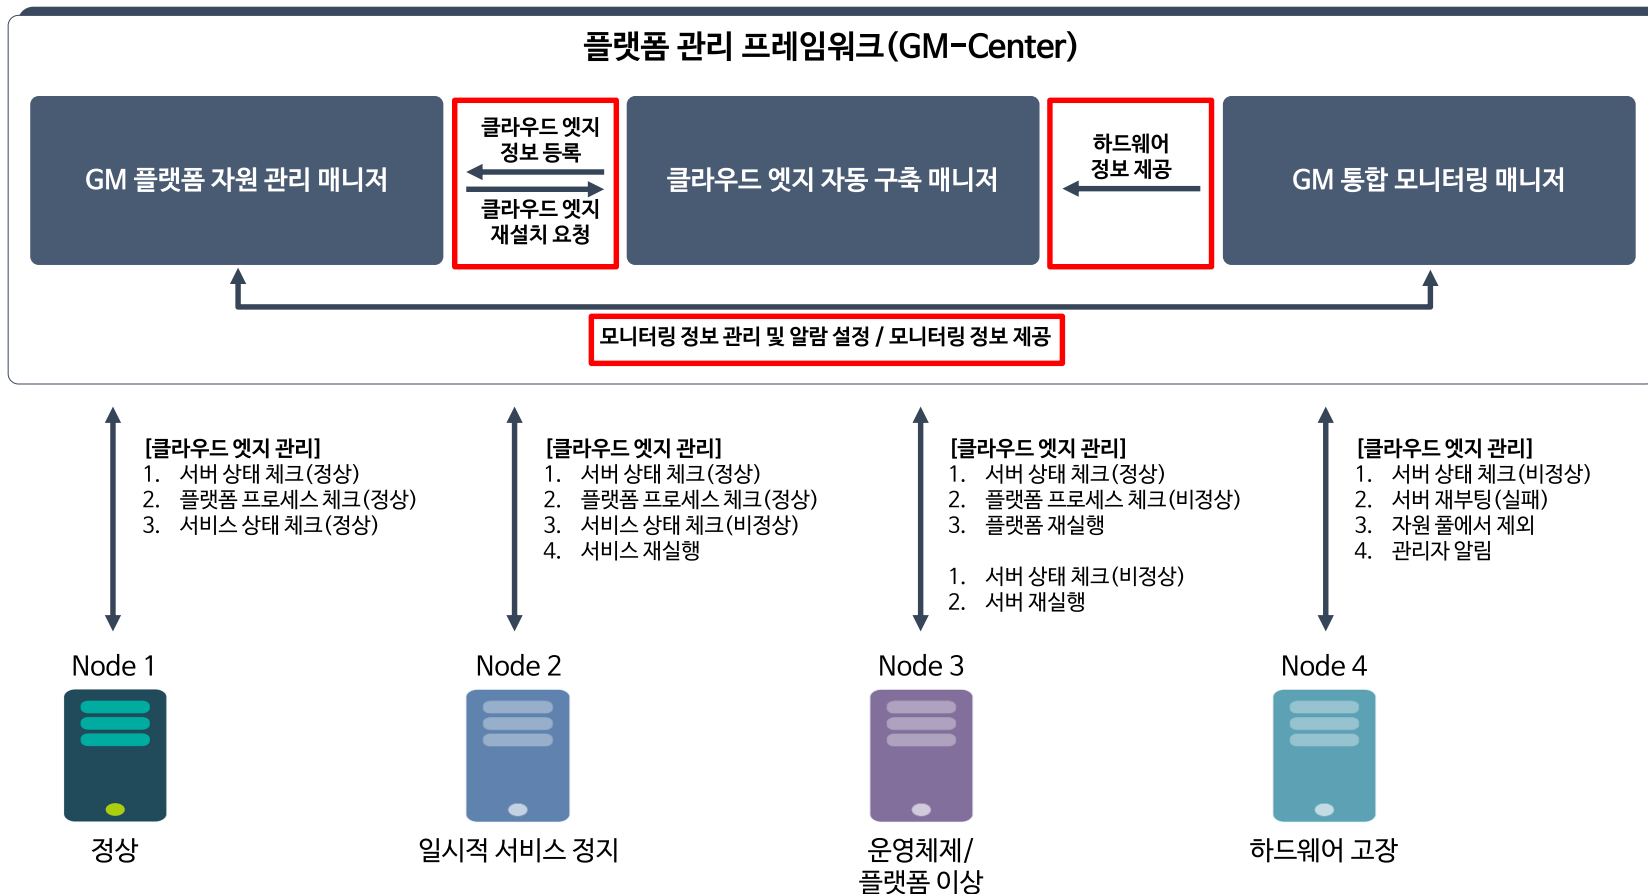 플랫폼 관리 프레임워크(GM-Center)
GM 플랫폼 자원 관리 매니저
클라우드 엣지
정보 등록
클라우드 엣지
재설치 요청
클라우드 엣지 자동 구축 매니저
하드웨어
정보 제공
GM 통합 모니터링 매니저
모니터링 정보 관리 및 알람 설정 / 모니터링 정보 제공
[클라우드 엣지 관리]
1. 서버 상태 체크(정상)
2. 플랫폼 프로세스 체크(정상)
3. 서비스 상태 체크(정상)
[클라우드 엣지 관리]
1. 서버 상태 체크(정상)
2. 플랫폼 프로세스 체크(정상)
3. 서비스 상태 체크(비정상)
4. 서비스 재실행
[클라우드 엣지 관리]
1. 서버 상태 체크(정상)
2. 플랫폼 프로세스 체크(비정상)
3. 플랫폼 재실행
1. 서버 상태 체크(비정상)
2. 서버 재실행
[클라우드 엣지 관리]
1. 서버 상태 체크(비정상)
2. 서버 재부팅(실패)
3. 자원 풀에서 제외
4. 관리자 알림
Node 1
정상
Node 2
일시적 서비스 정지
Node 3
운영체제/
플랫폼 이상
Node 4
하드웨어 고장